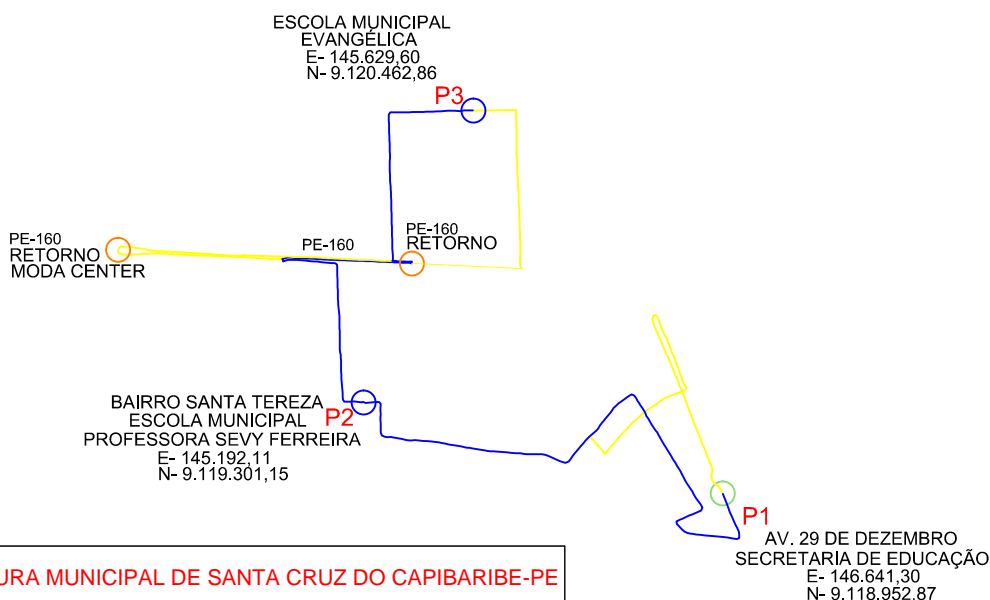 ESCOLA MUNICIPAL
EVANGÉLICA
E- 145.629,60
N- 9.120.462,86
P3
PE-160
RETORNO
MODA CENTER
PE-160
PE-160
RETORNO
BAIRRO SANTA TEREZA
ESCOLA MUNICIPAL
PROFESSORA SEVY FERREIRA
E- 145.192,11
N- 9.119.301,15
P2
P1
AV. 29 DE DEZEMBRO
SECRETARIA DE EDUCAÇÃO
E- 146.641,30
N- 9.118.952,87
URA MUNICIPAL DE SANTA CRUZ DO CAPIBARIBE-PE